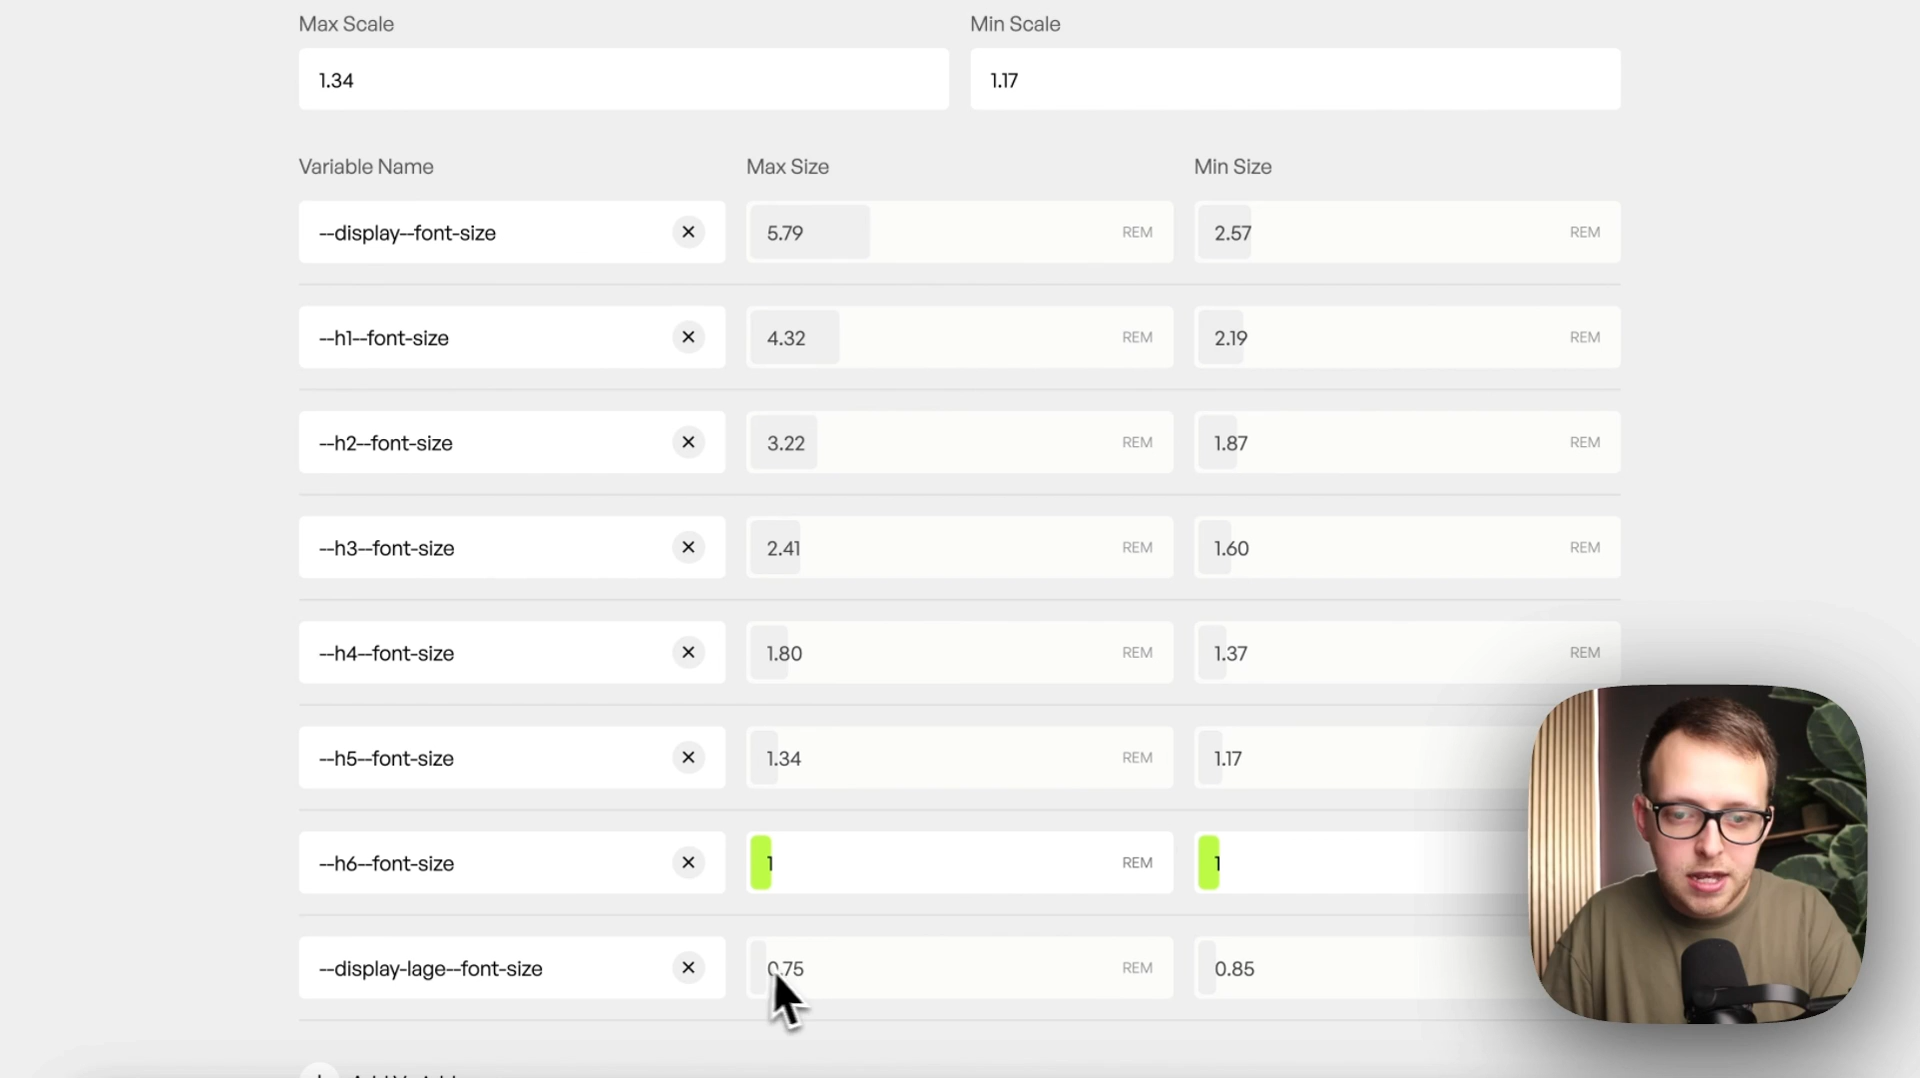 Max Scale Min Scale
1.34 1.17
Variable Name Max Size Min Size
--display--font-size 5.79 REM 2.57 REM
--h1--font-size 4.32 REM 2.19 REM
--h2--font-size 3.22 REM 1.87 REM
--h3--font-size 2.41 REM 1.60 REM
--h4--font-size 1.80 REM 1.37 REM
--h5--font-size 1.34 REM 1.17
--h6--font-size 1 REM 1
--display-lage--font-size 0.75 REM 0.85